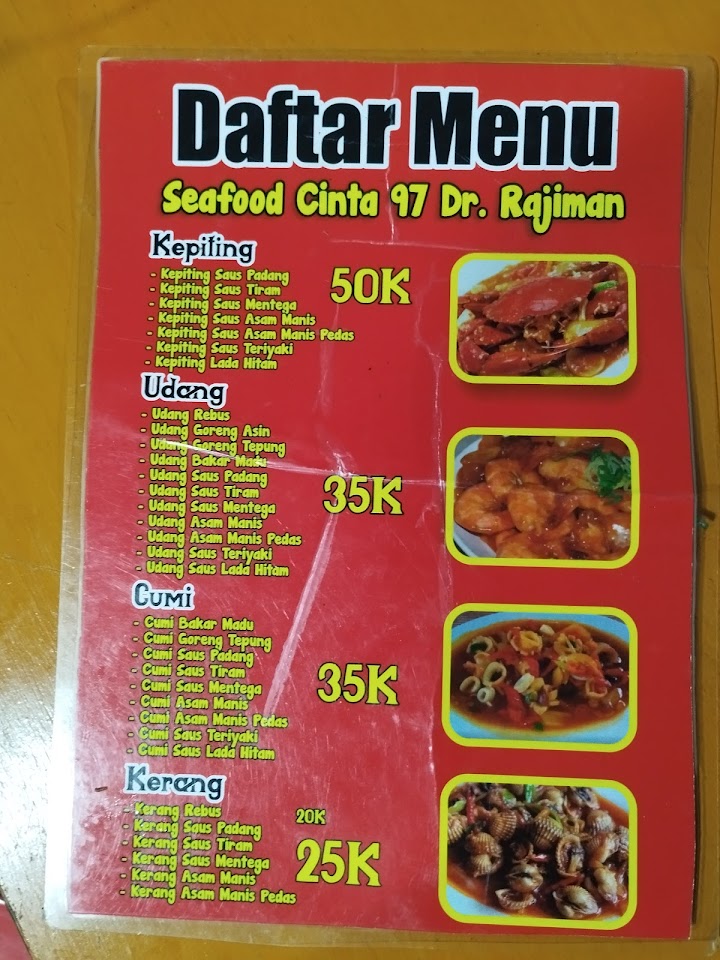 Daftar Menu
Seafood Cinta 97 Dr. Rajiman
Kepiting
- Kepiting Saus Padang
- Kepiting Saus Tiram
- Kepiting Saus Mentega
- Kepiting Saus Asam Manis
- Kepiting Saus Asam Manis Pedas
- Kepiting Saus Teriyaki
- Kepiting Lada Hitam
50K
Udang
- Udang Rebus
- Udang Goreng Asin
- Udang Goreng Tepung
- Udang Bakar Madu
- Udang Saus Padang
- Udang Saus Tiram
- Udang Saus Mentega
- Udang Asam Manis
- Udang Asam Manis Pedas
- Udang Saus Teriyaki
- Udang Saus Lada Hitam
35K
Cumi
- Cumi Bakar Madu
- Cumi Goreng Tepung
- Cumi Saus Padang
- Cumi Saus Tiram
- Cumi Saus Mentega
- Cumi Asam Manis
- Cumi Asam Manis Pedas
- Cumi Saus Teriyaki
- Cumi Saus Lada Hitam
35K
Kerang
- Kerang Rebus 20K
- Kerang Saus Padang
- Kerang Saus Tiram
- Kerang Saus Mentega
- Kerang Asam Manis
- Kerang Asam Manis Pedas
25K